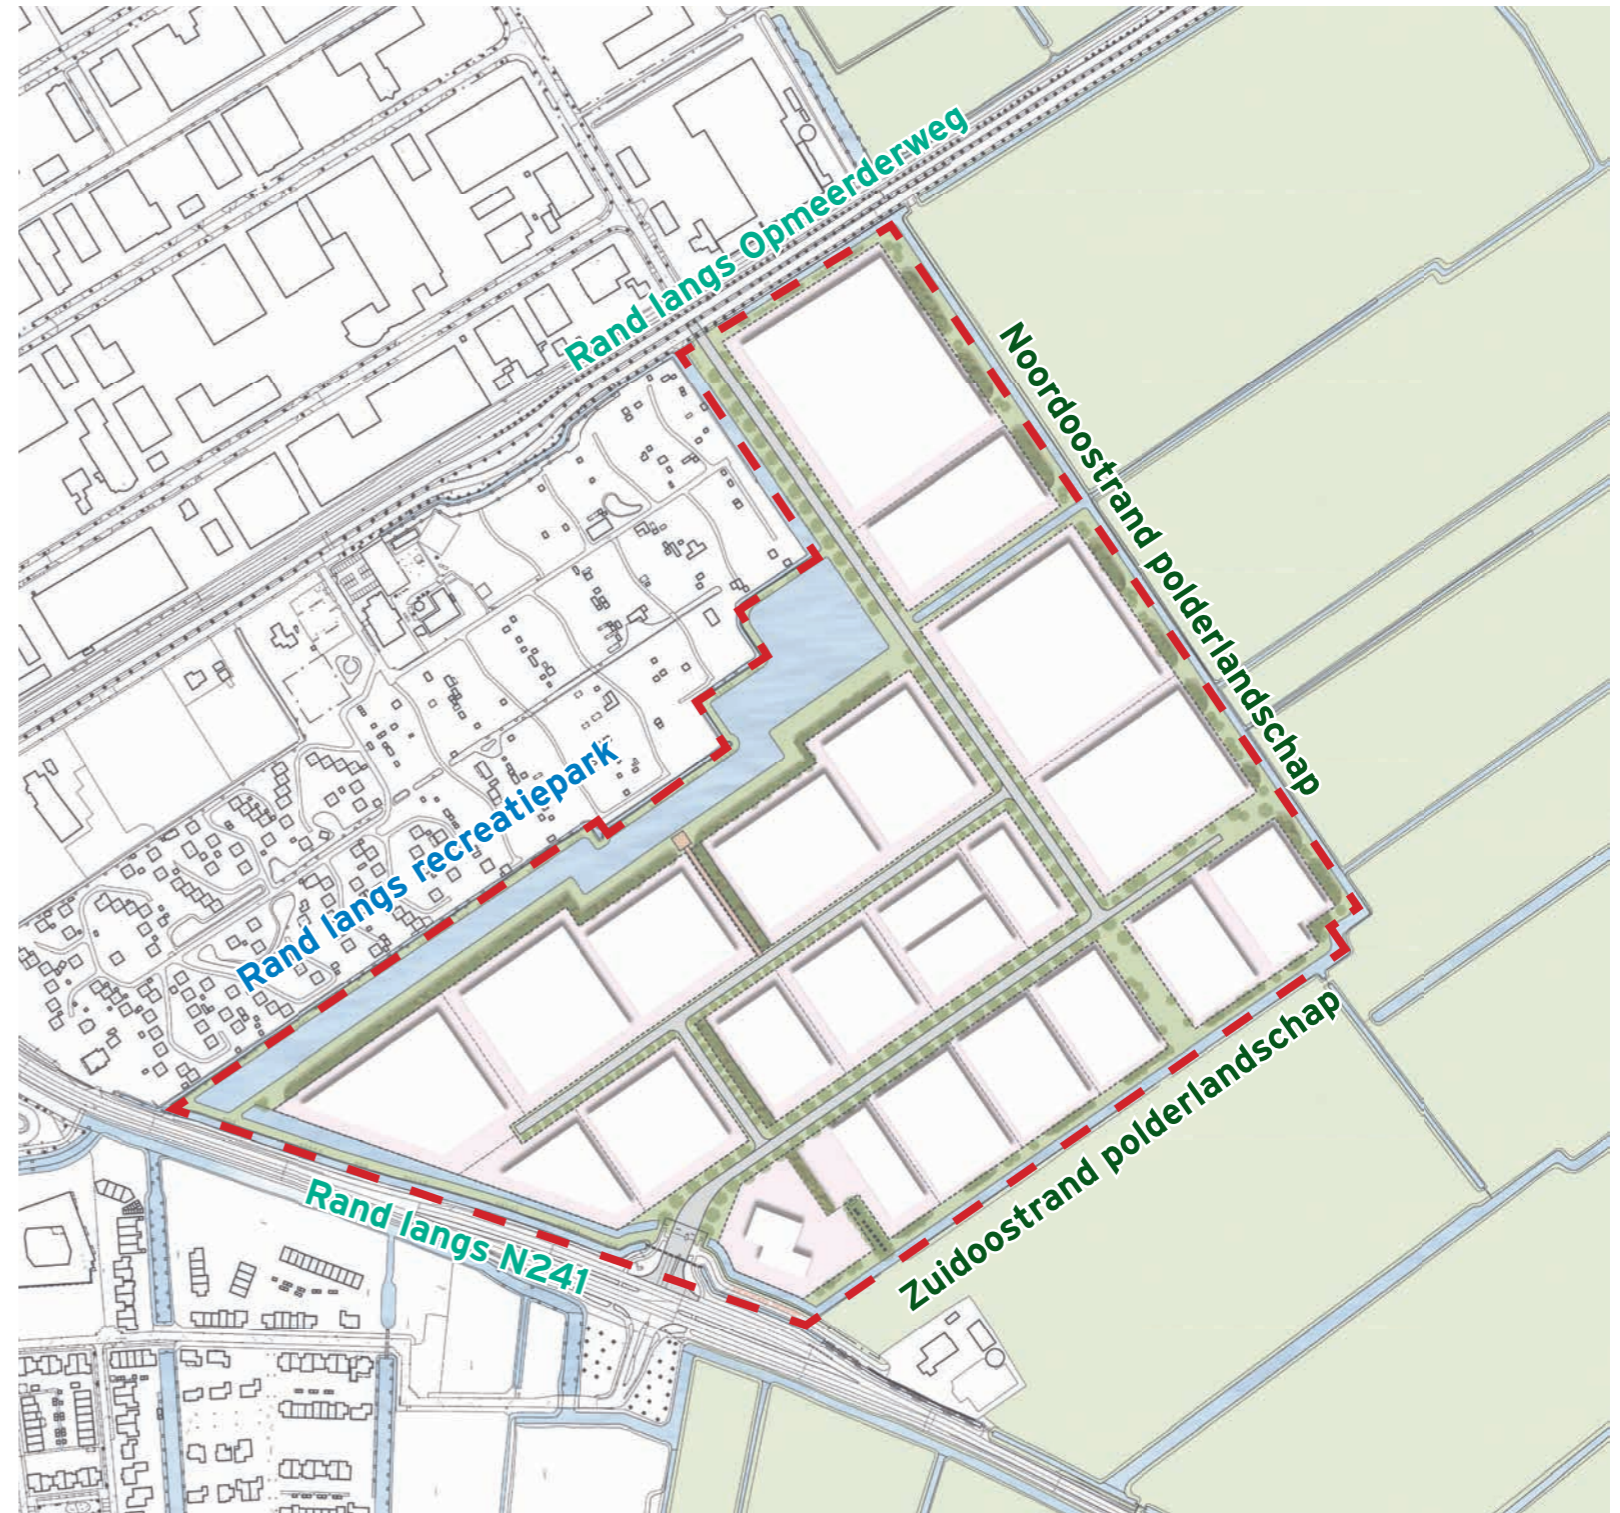 Rand langs Opmeerderweg
Noordoostrand polderlandschap
Rand langs recreatiepark
Zuidoostrand polderlandschap
Rand langs N241